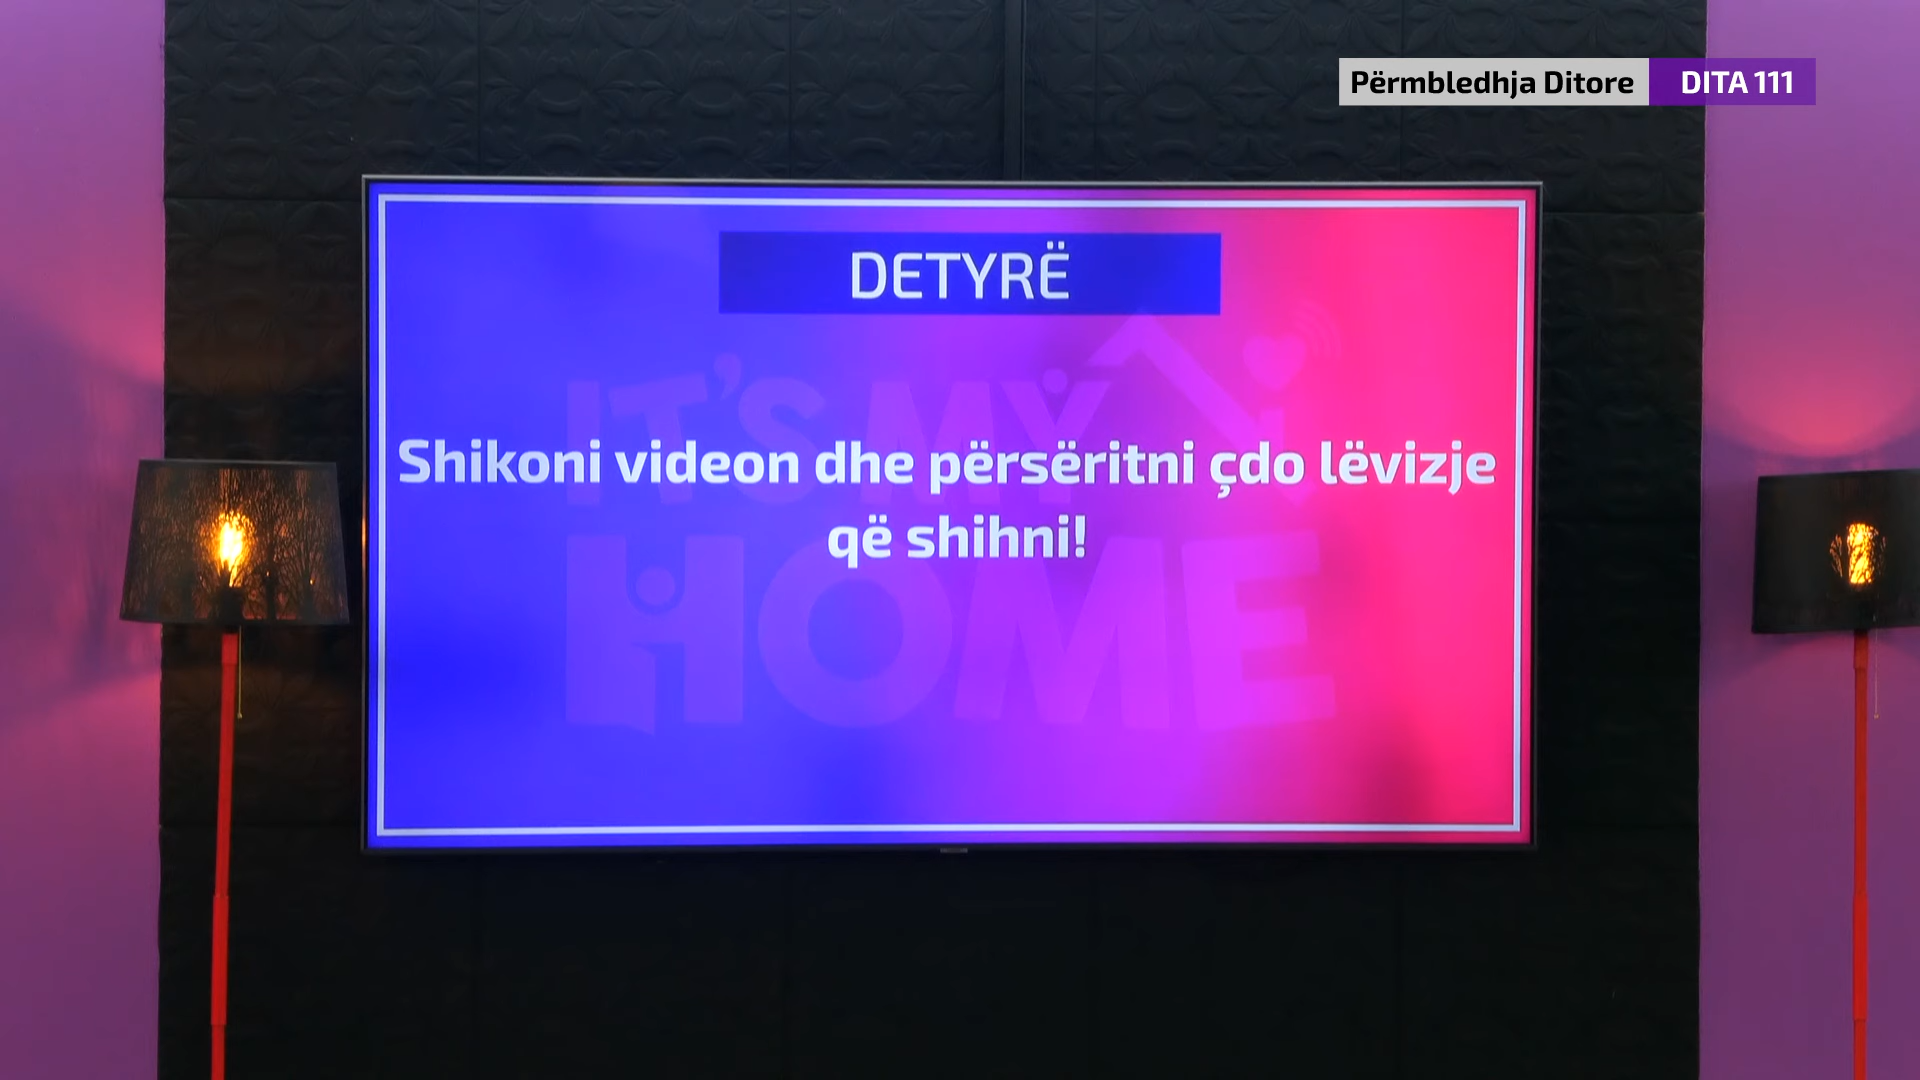 Përmbledhja Ditore DITA 111
DETYRË
IT'S MY
HOME
Shikoni videon dhe përsëritni çdo lëvizje
që shihni!